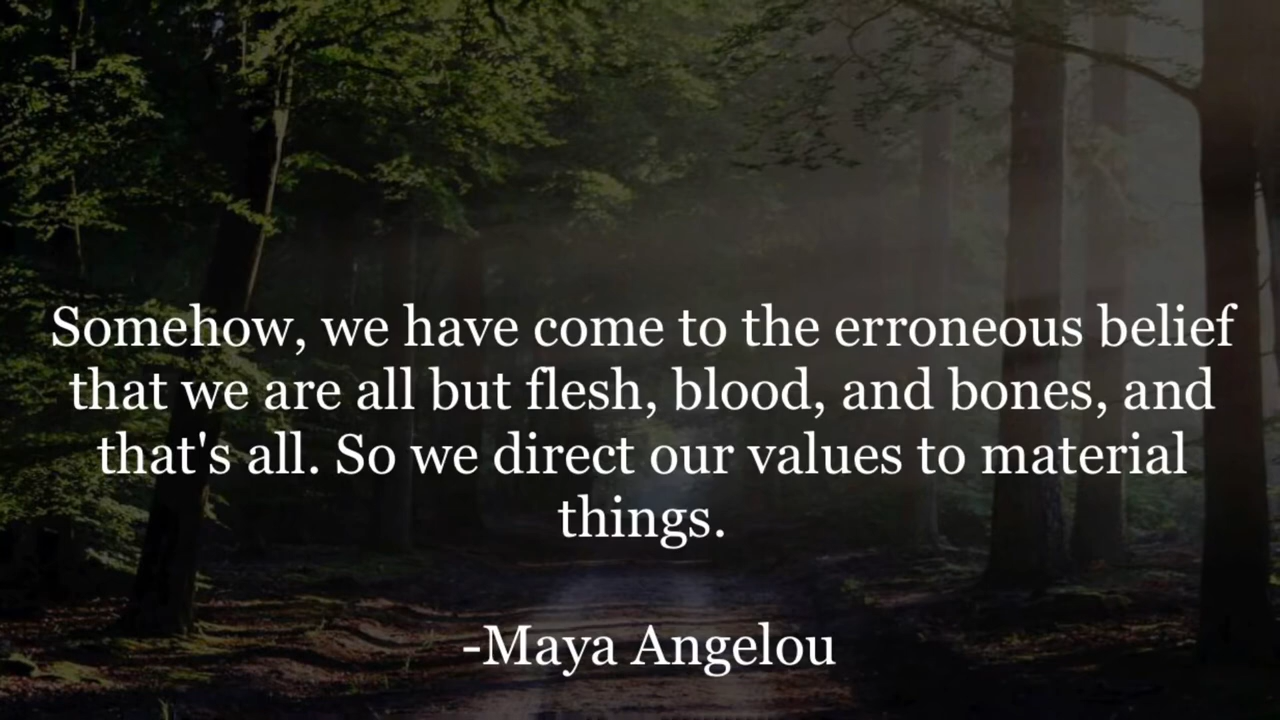 Somehow, we have come to the erroneous belief
that we are all but flesh, blood, and bones, and
that's all. So we direct our values to material
things.
-Maya Angelou